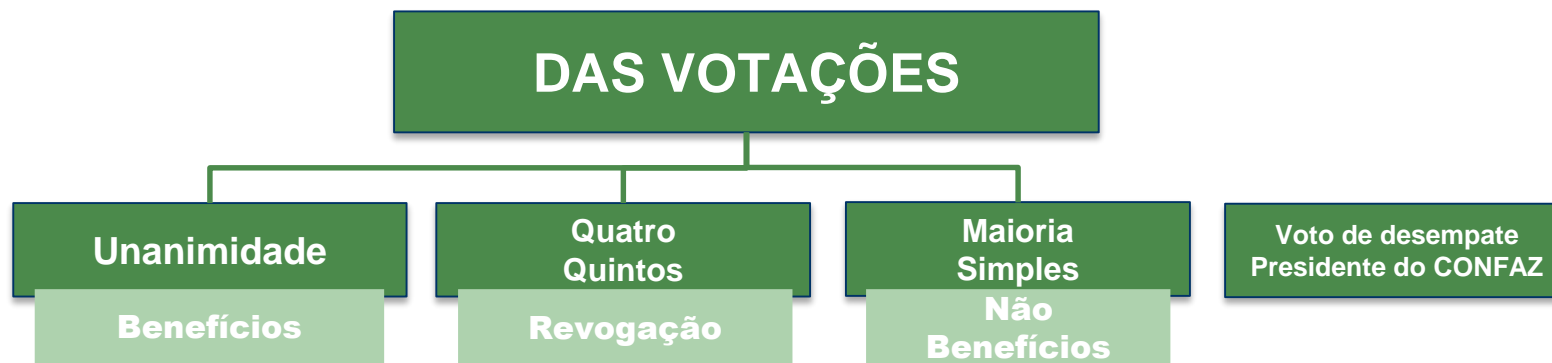 DAS VOTAÇÕES
Unanimidade
Benefícios
Quatro
Quintos
Revogação
Maioria
Simples
Não
Benefícios
Voto de desempate
Presidente do CONFAZ